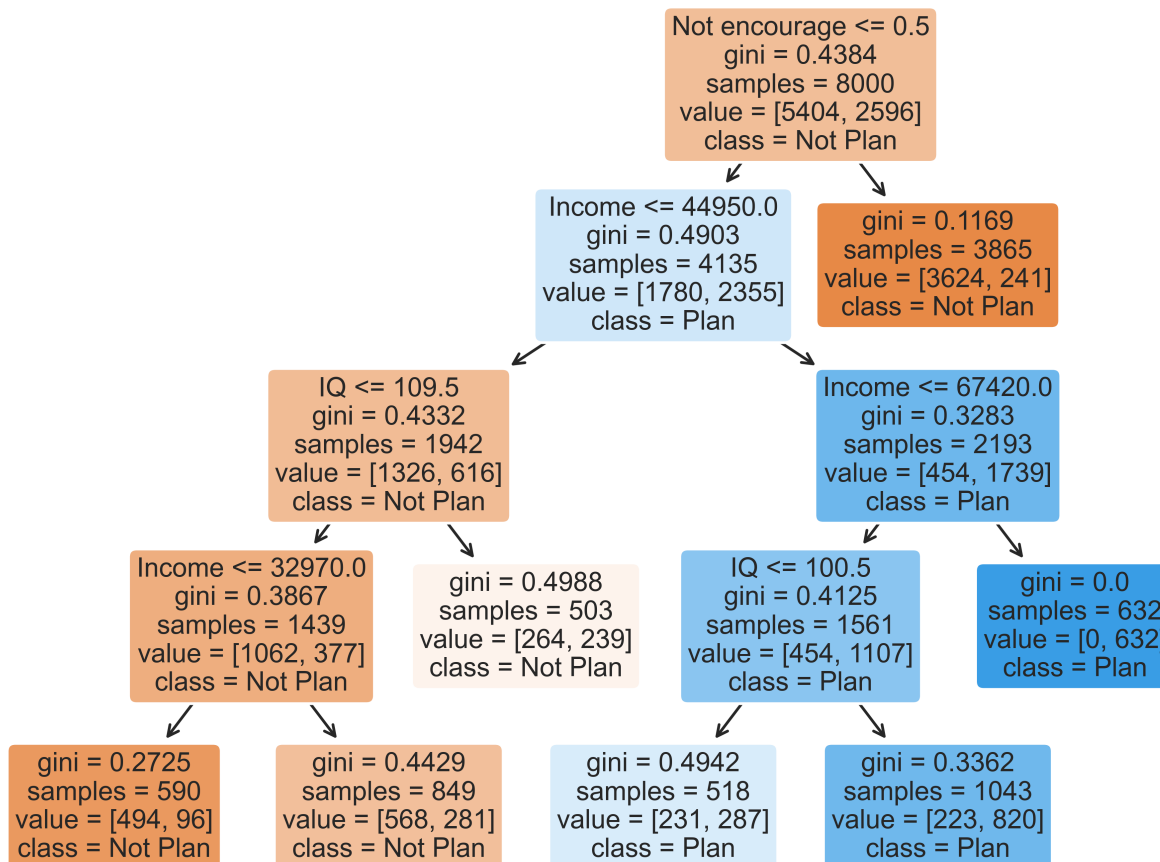 Not encourage <= 0.5
gini = 0.4384
samples = 8000
value = [5404, 2596]
class = Not Plan
Income <= 44950.0
gini = 0.4903
samples = 4135
value = [1780, 2355]
class = Plan
gini = 0.1169
samples = 3865
value = [3624, 241]
class = Not Plan
IQ <= 109.5
gini = 0.4332
samples = 1942
value = [1326, 616]
class = Not Plan
Income <= 67420.0
gini = 0.3283
samples = 2193
value = [454, 1739]
class = Plan
Income <= 32970.0
gini = 0.3867
samples = 1439
value = [1062, 377]
class = Not Plan
gini = 0.4988
samples = 503
value = [264, 239]
class = Not Plan
IQ <= 100.5
gini = 0.4125
samples = 1561
value = [454, 1107]
class = Plan
gini = 0.0
samples = 632
value = [0, 632
class = Plan
gini = 0.2725
samples = 590
value = [494, 96]
class = Not Plan
gini = 0.4429
samples = 849
value = [568, 281]
class = Not Plan
gini = 0.4942
samples = 518
value = [231, 287]
class = Plan
gini = 0.3362
samples = 1043
value = [223, 820]
class = Plan